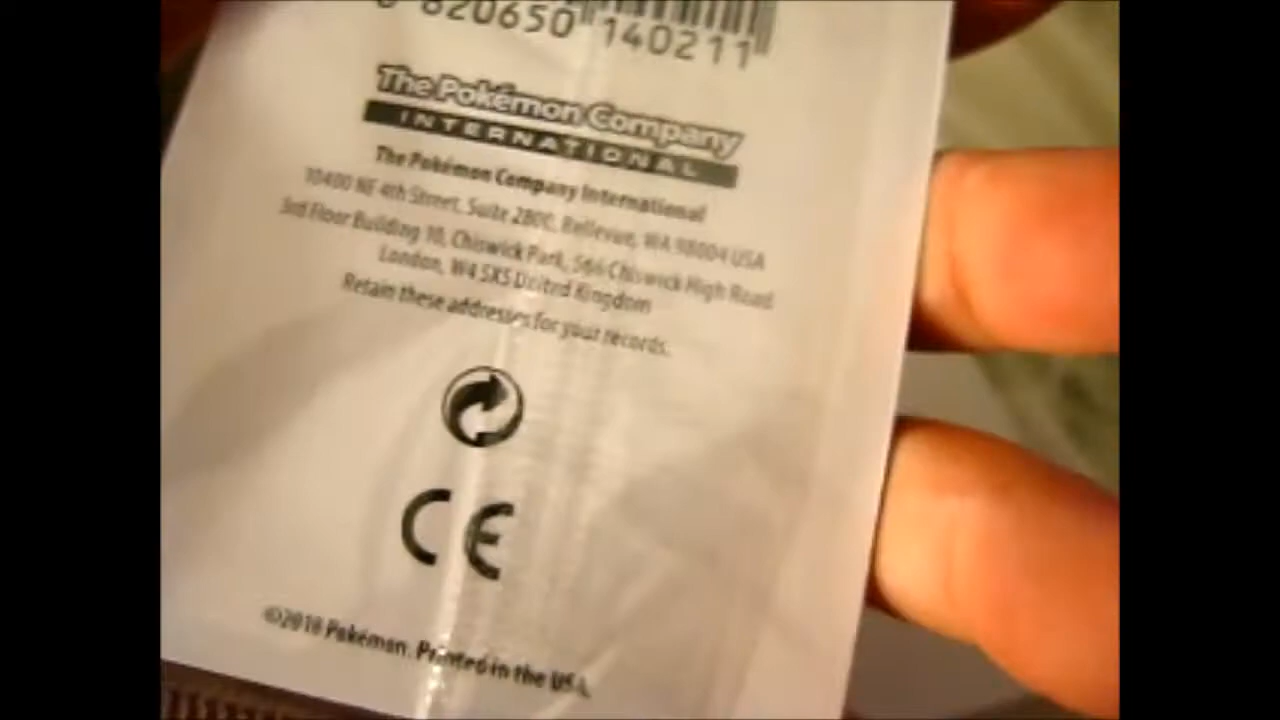 0 820650 140211
The Pokémon Company
INTERNATIONAL
The Pokémon Company International
10400 NE 4th Street, Suite 2800, Bellevue, WA 98004 USA
3rd Floor Building 10, Chiswick Park, 566 Chiswick High Road
London, W4 5XS United Kingdom
Retain these addresses for your records.
CE
©2010 Pokémon. Printed in the USA.